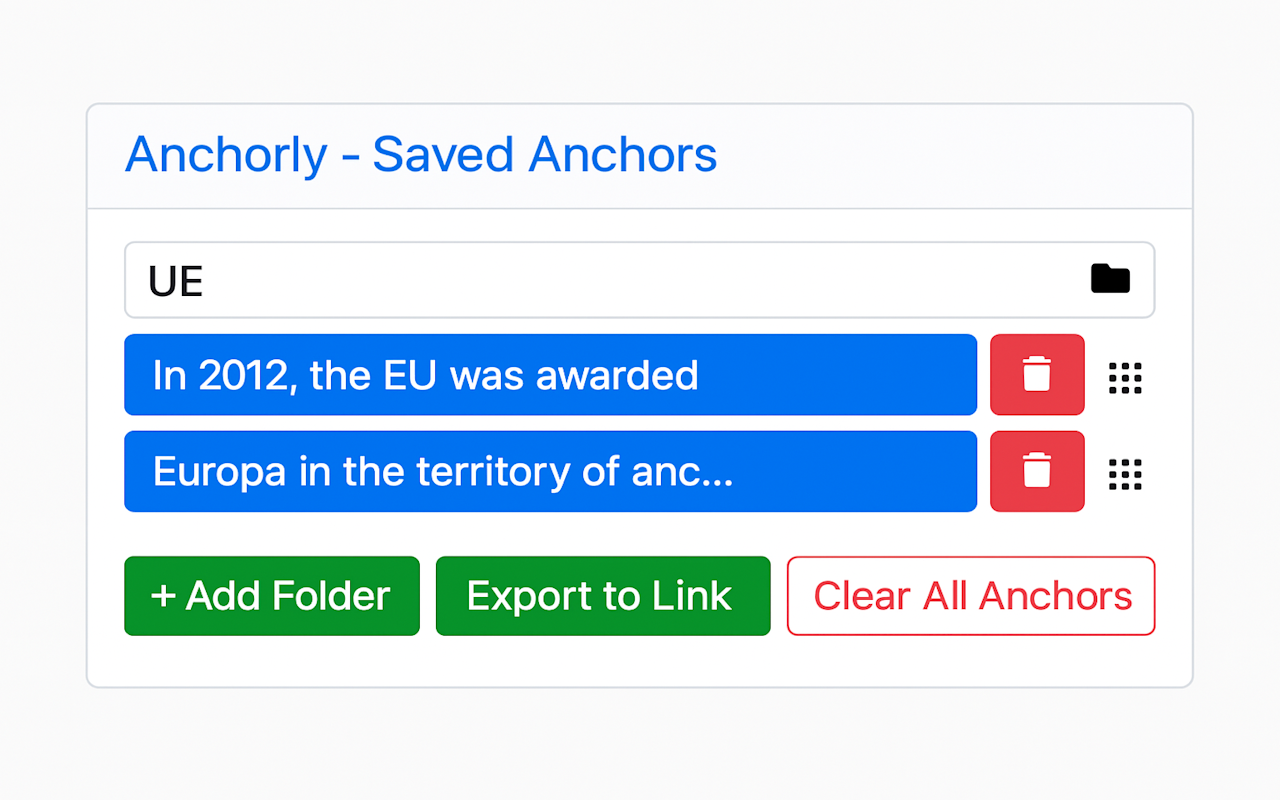 Anchorly - Saved Anchors
UE
In 2012, the EU was awarded
Europa in the territory of anc...
+ Add Folder
Export to Link
Clear All Anchors